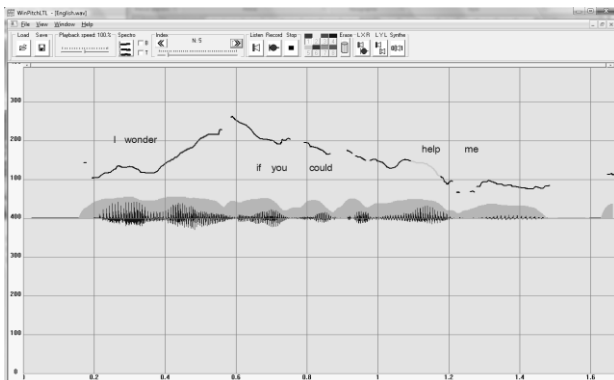 WinPitchLTL - [English.wav]
File View Window Help
Load Save Playback speed: 100.% Spectro Index Listen Record Stop Erase L X R L Y L Synthe
N: 5
300
I wonder
help me
200
if you could
100
400
300
200
100
0
0.2 0.4 0.6 0.8 1 1.2 1.4 1.6